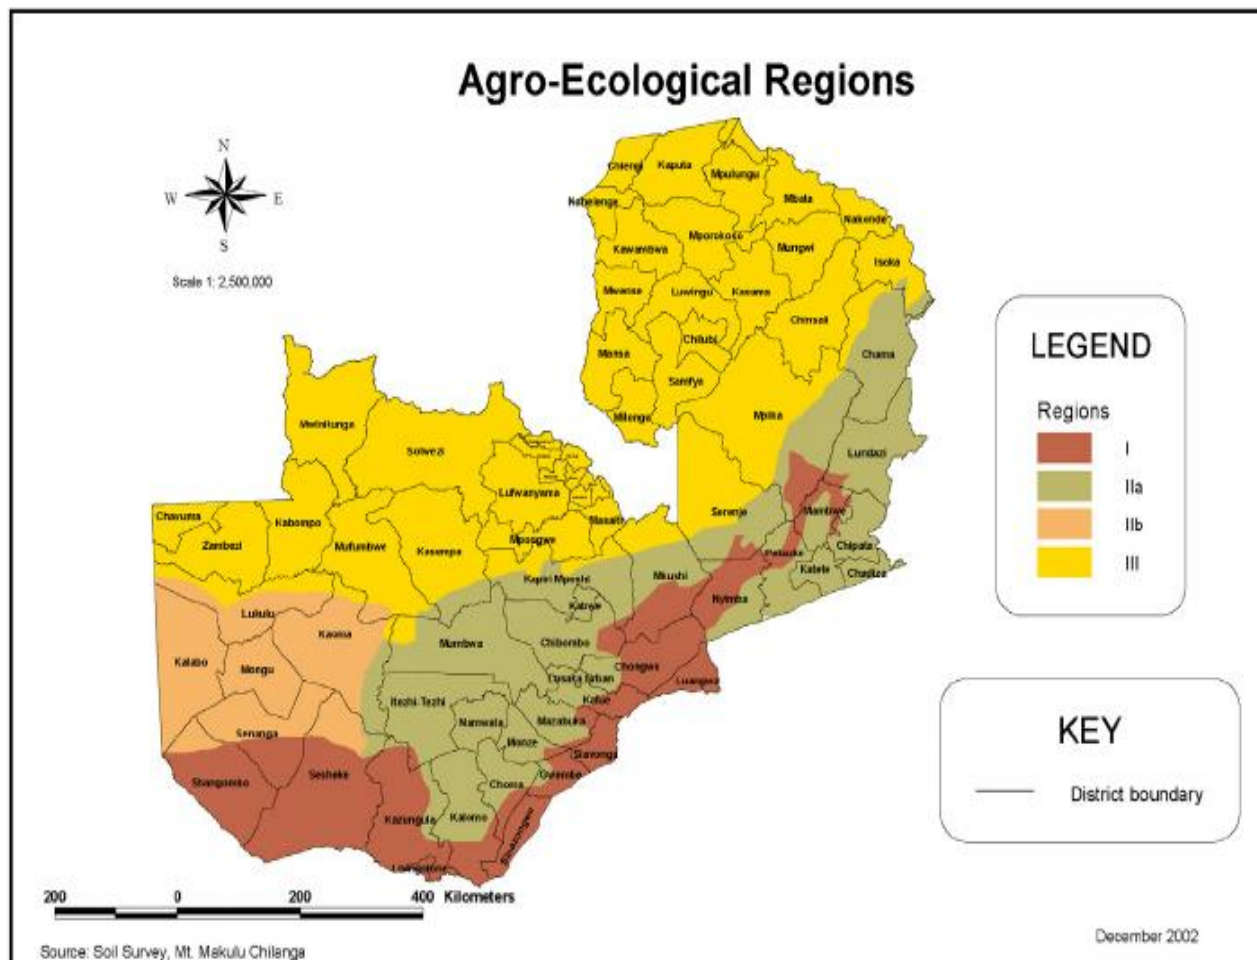 Agro-Ecological Regions
N
W
E
S
Scale 1: 2,500,000
Chiengi
Kaputa
Mpulungu
Mbala
Nakonde
Mporokoso
Mungwi
Kawambwa
Isoka
Mwense
Luwingu
Kasama
Chinsali
Chilubi
Mansa
Chama
Samfya
Milenge
Mpika
Mwinilunga
Solwezi
Lundazi
Lufwanyama
Serenje
Mambwe
Chavuma
Kabompo
Masaiti
Zambezi
Mufumbwe
Kasempa
Mpongwe
Petauke
Chipata
Katete
Chadiza
Kapiri Mposhi
Mkushi
Nyimba
Kabwe
Lukulu
Kaoma
Mumbwa
Chibombo
Kalabo
Mongu
Chongwe
Lusaka Urban
Luangwa
Itezhi-Tezhi
Kafue
Namwala
Mazabuka
Senanga
Monze
Siavonga
Shangombo
Sesheke
Gwembe
Choma
Kazungula
Kalomo
Sinazongwe
Livingstone
LEGEND
Regions
I
IIa
IIb
III
KEY
District boundary
200 0 200 400 Kilometers
Source: Soil Survey, Mt. Makulu Chilanga
December 2002